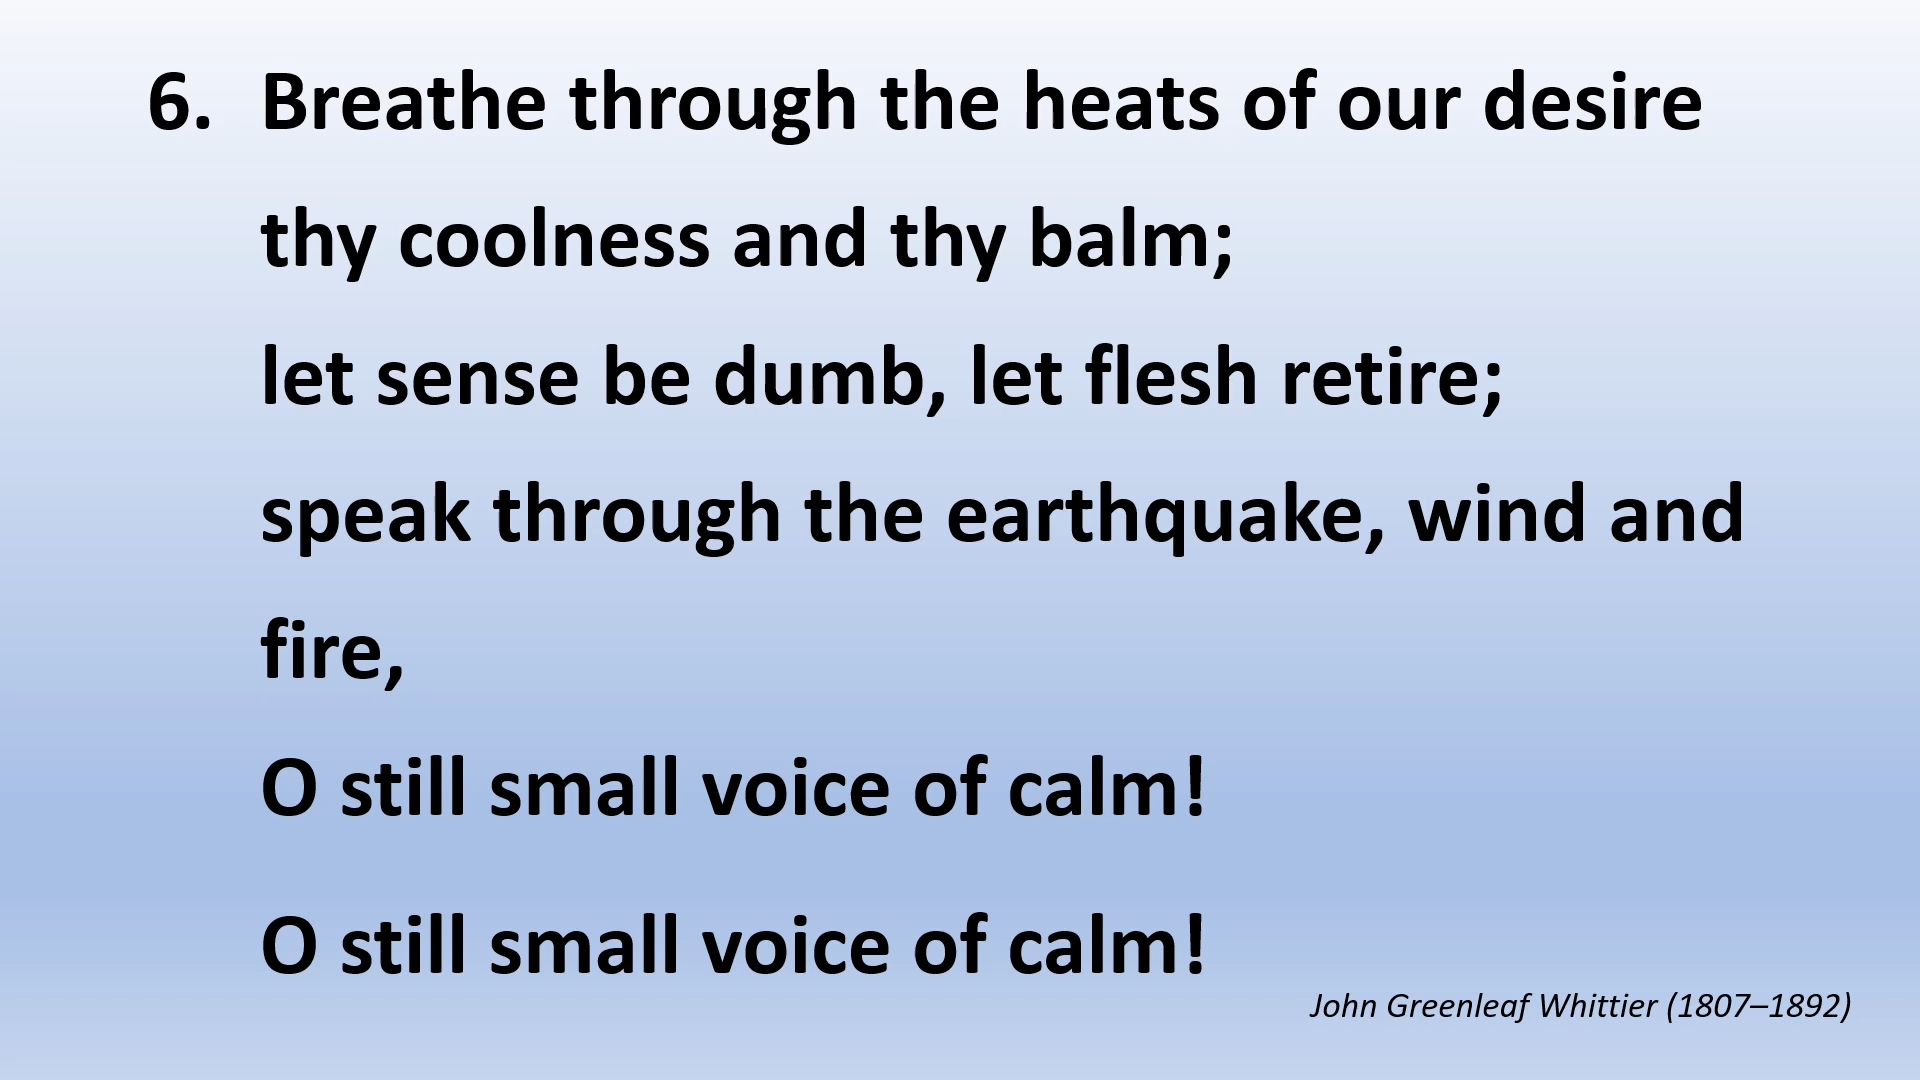 6. Breathe through the heats of our desire
thy coolness and thy balm;
let sense be dumb, let flesh retire;
speak through the earthquake, wind and
fire,
O still small voice of calm!
O still small voice of calm!
John Greenleaf Whittier (1807–1892)